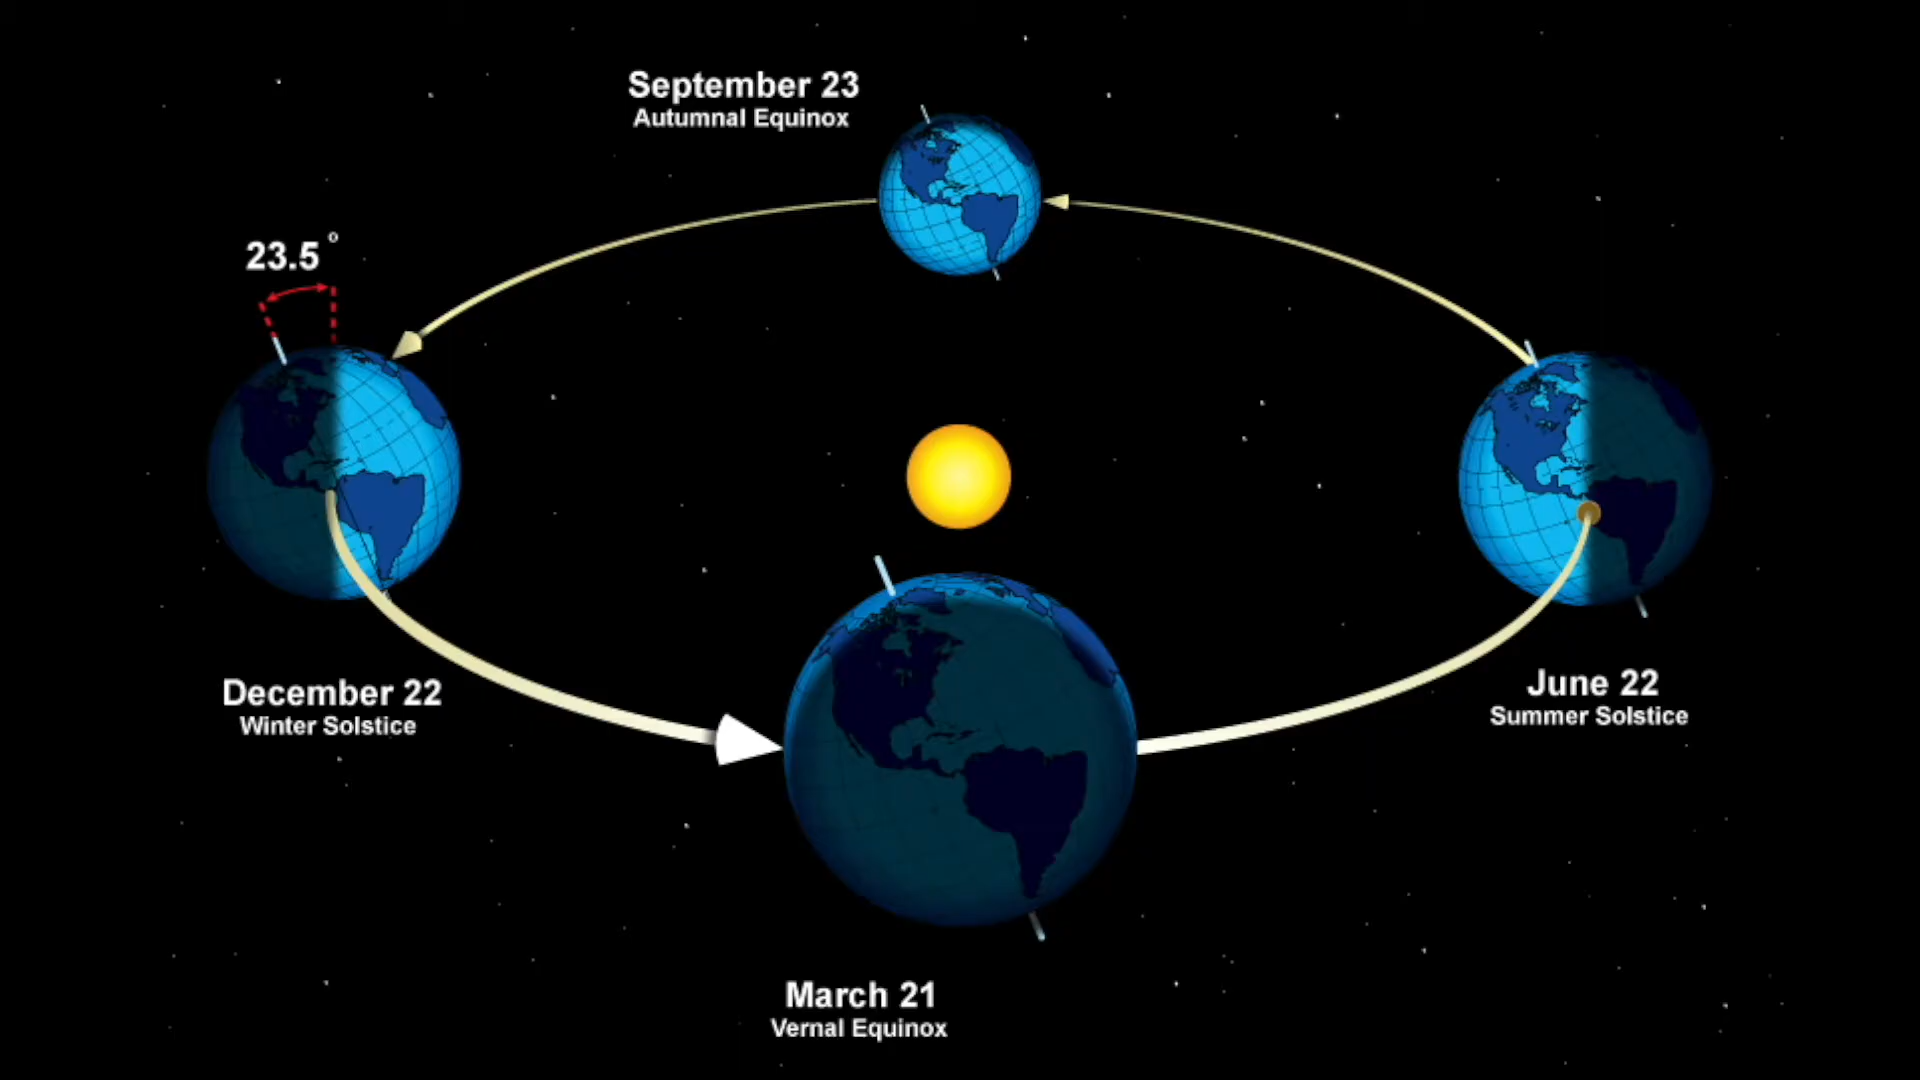 September 23
Autumnal Equinox
23.5°
December 22
Winter Solstice
June 22
Summer Solstice
March 21
Vernal Equinox